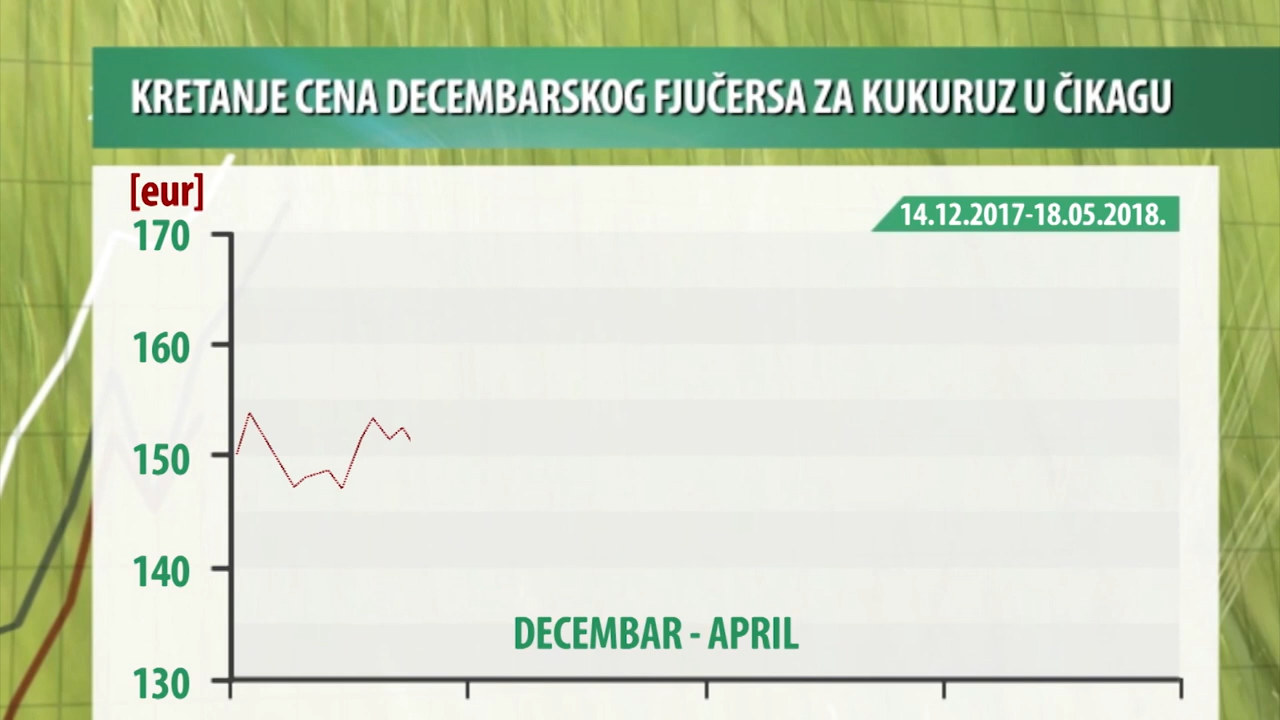 KRETANJE CENA DECEMBARSKOG FJUČERSA ZA KUKURUZ U ČIKAGU
[eur]
14.12.2017-18.05.2018.
170
160
150
140
DECEMBAR - APRIL
130